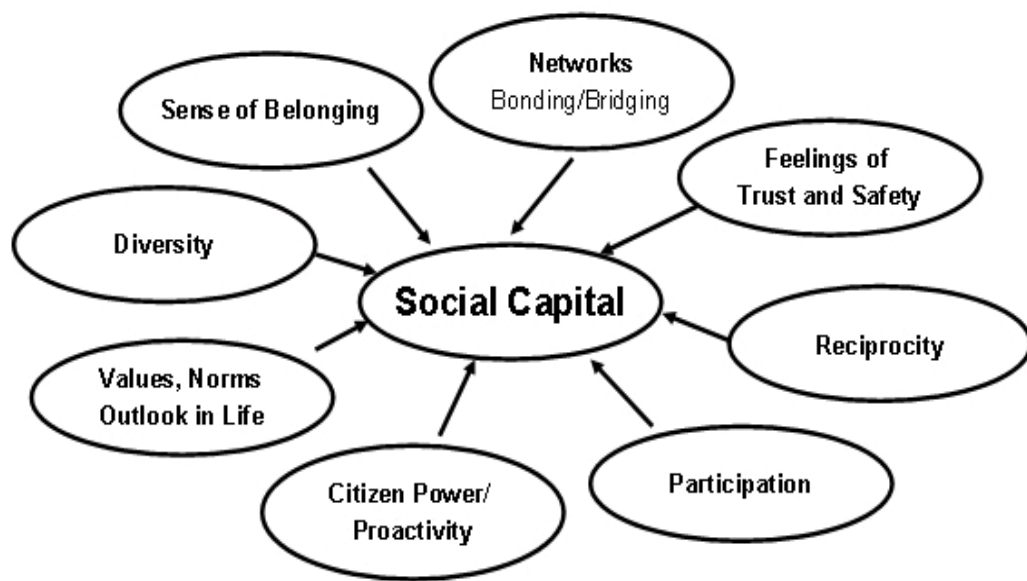 Networks
Bonding/Bridging
Sense of Belonging
Feelings of
Trust and Safety
Diversity
Social Capital
Reciprocity
Values, Norms
Outlook in Life
Citizen Power/
Proactivity
Participation